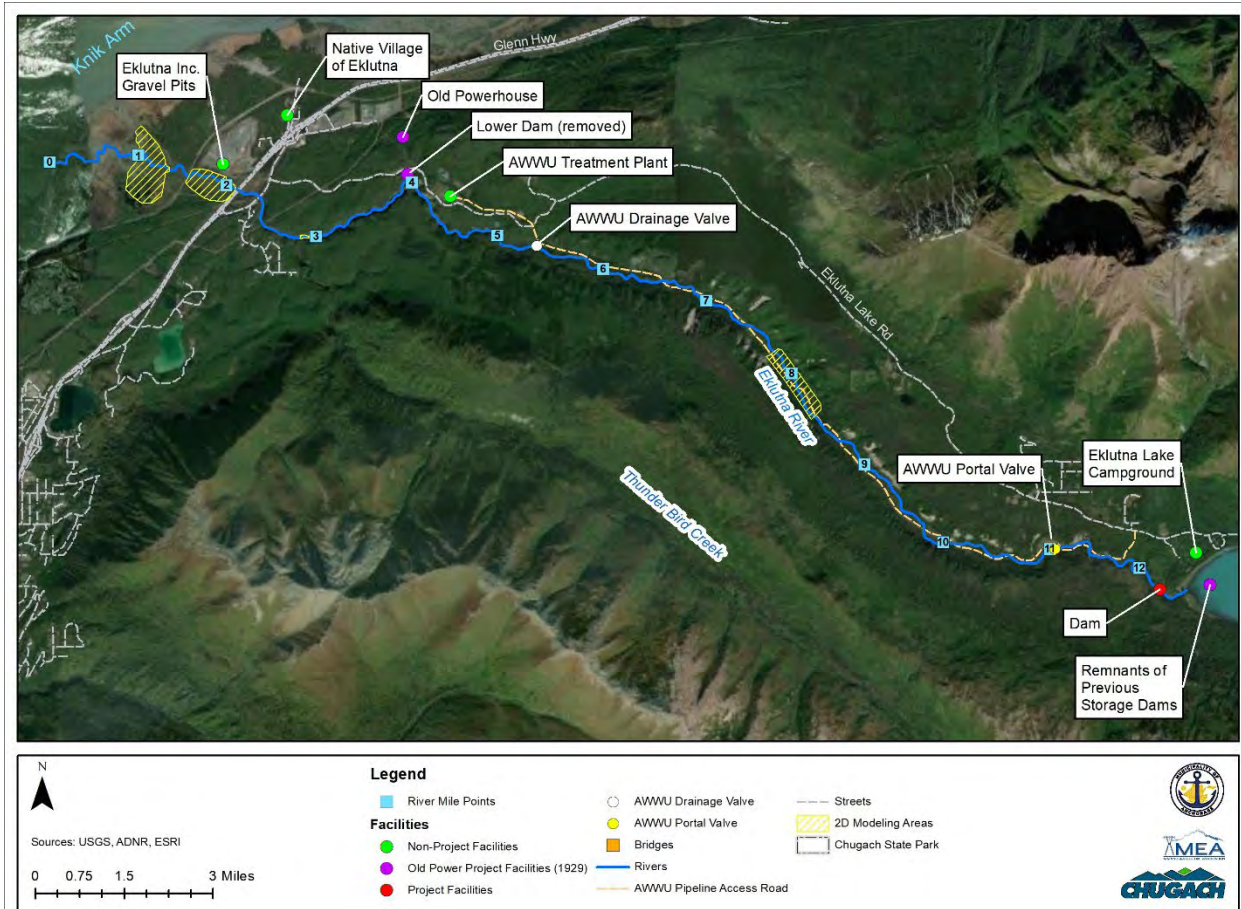 Knik Arm
Glenn Hwy
Eklutna Inc.
Gravel Pits
Native Village
of Eklutna
Old Powerhouse
Lower Dam (removed)
AWWU Treatment Plant
AWWU Drainage Valve
0
1
2
3
4
5
6
7
8
9
10
11
12
Eklutna Lake Rd
Eklutna River
Thunder Bird Creek
AWWU Portal Valve
Eklutna Lake
Campground
Dam
Remnants of
Previous
Storage Dams
N
Sources: USGS, ADNR, ESRI
0 0.75 1.5 3 Miles
Legend
River Mile Points
Facilities
Non-Project Facilities
Old Power Project Facilities (1929)
Project Facilities
AWWU Drainage Valve
AWWU Portal Valve
Bridges
Rivers
AWWU Pipeline Access Road
Streets
2D Modeling Areas
Chugach State Park
MUNICIPALITY OF
ANCHORAGE
MEA
CHUGACH